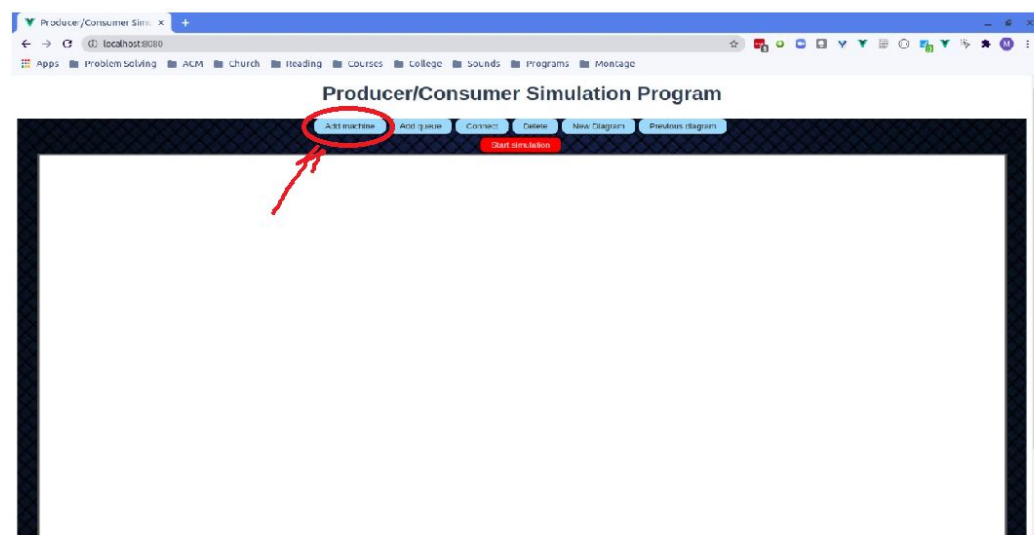 Producer/Consumer Sim
localhost:8080
Apps Problem Solving ACM Church Reading Courses College Sounds Programs Montage
Producer/Consumer Simulation Program
Add machine Add queue Connect Delete New Diagram Previous diagram
Start simulation